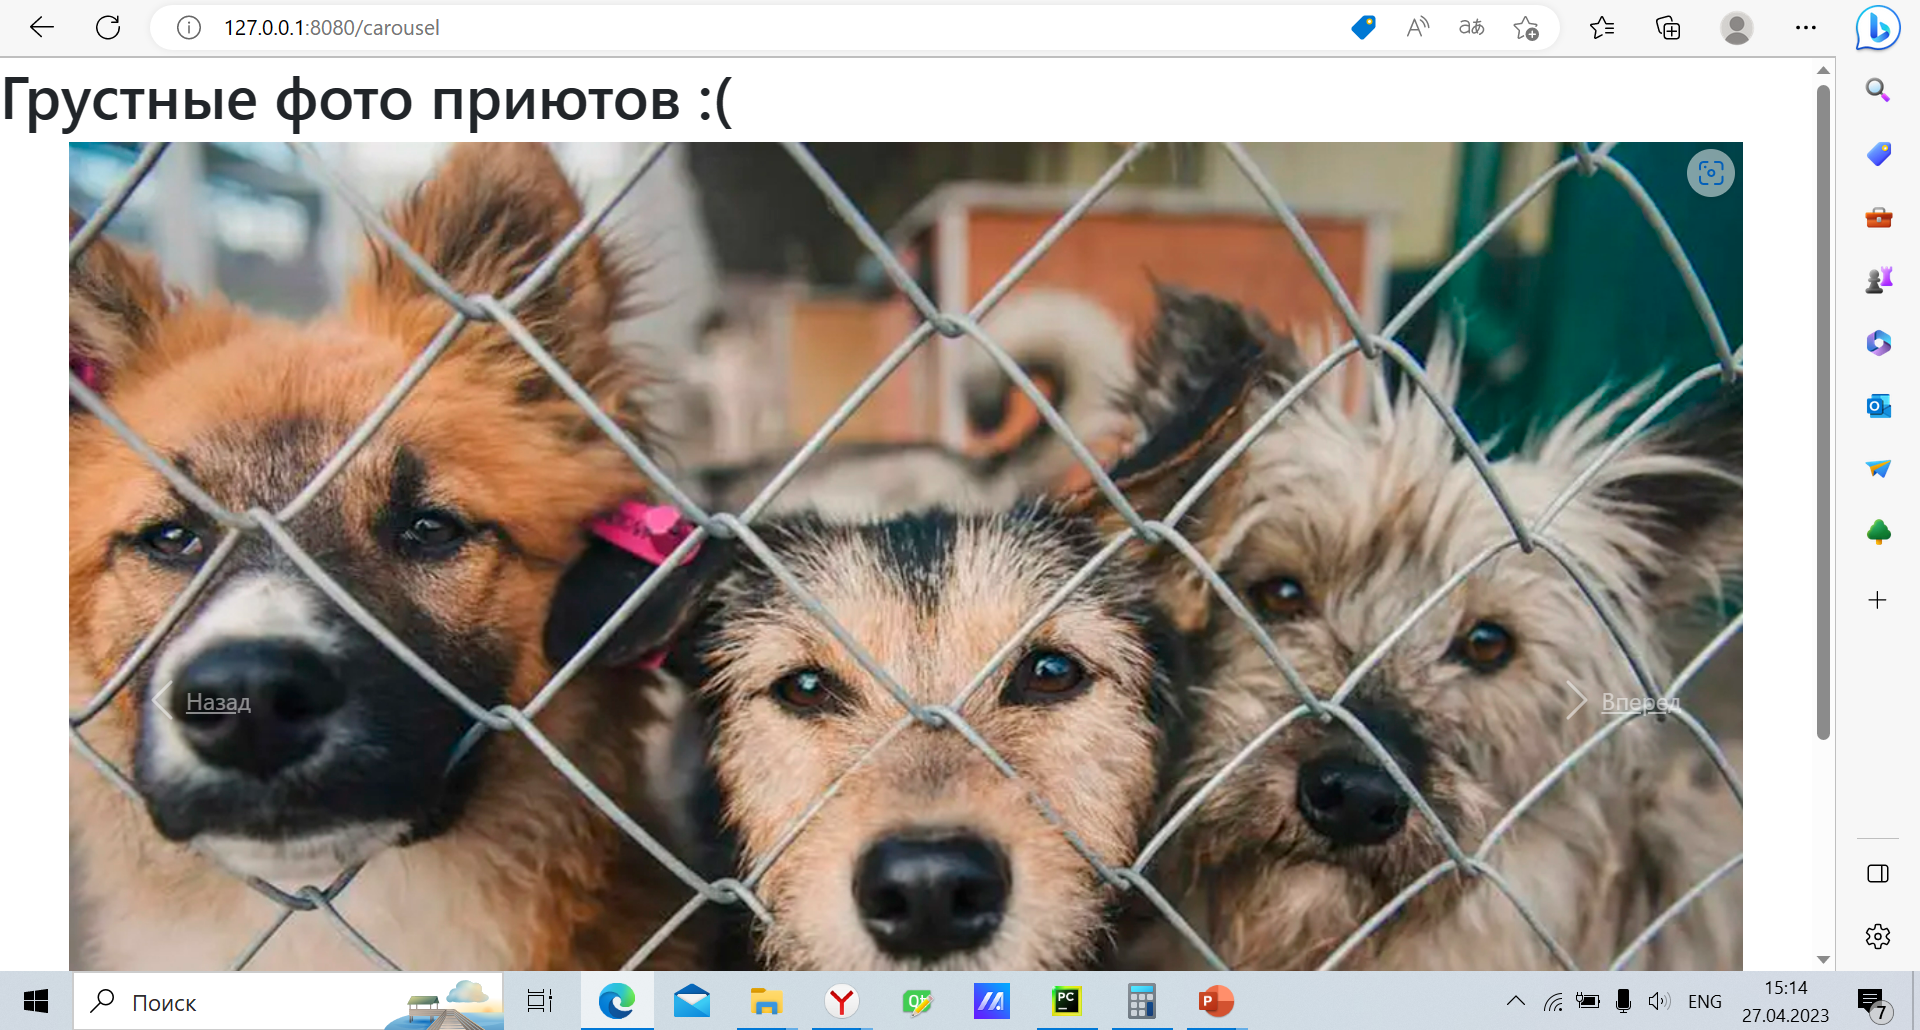 127.0.0.1:8080/carousel
Грустные фото приютов :(
Назад
Вперед
Поиск
ENG
15:14
27.04.2023
7